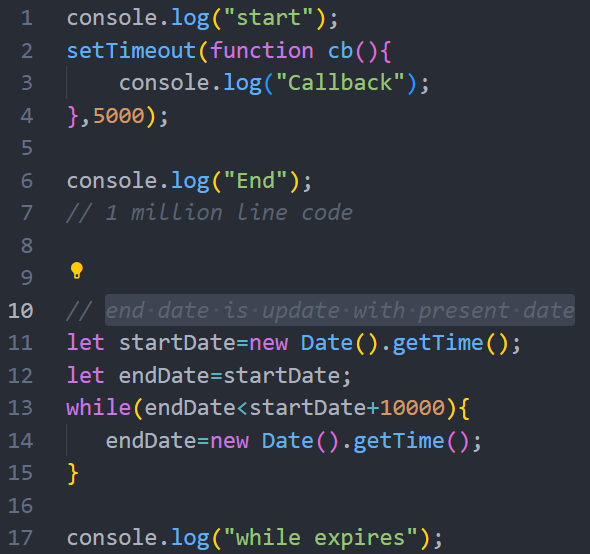 1 console.log("start");
2 setTimeout(function cb(){
3 console.log("Callback");
4 },5000);
5
6 console.log("End");
7 // 1 million line code
8
9
10 // end date is update with present date
11 let startDate=new Date().getTime();
12 let endDate=startDate;
13 while(endDate<startDate+10000){
14 endDate=new Date().getTime();
15 }
16
17 console.log("while expires");